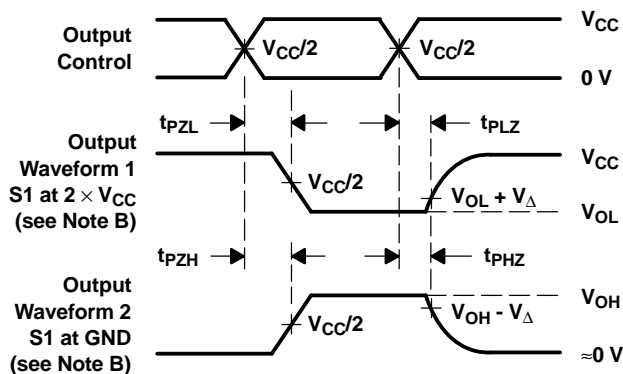 Output
Control
V_CC/2
V_CC/2
V_CC
0 V
t_PZL
t_PLZ
Output
Waveform 1
S1 at 2 × V_CC
(see Note B)
V_CC/2
V_CC
V_OL + V_Δ
V_OL
t_PZH
t_PHZ
Output
Waveform 2
S1 at GND
(see Note B)
V_CC/2
V_OH
V_OH - V_Δ
≈0 V